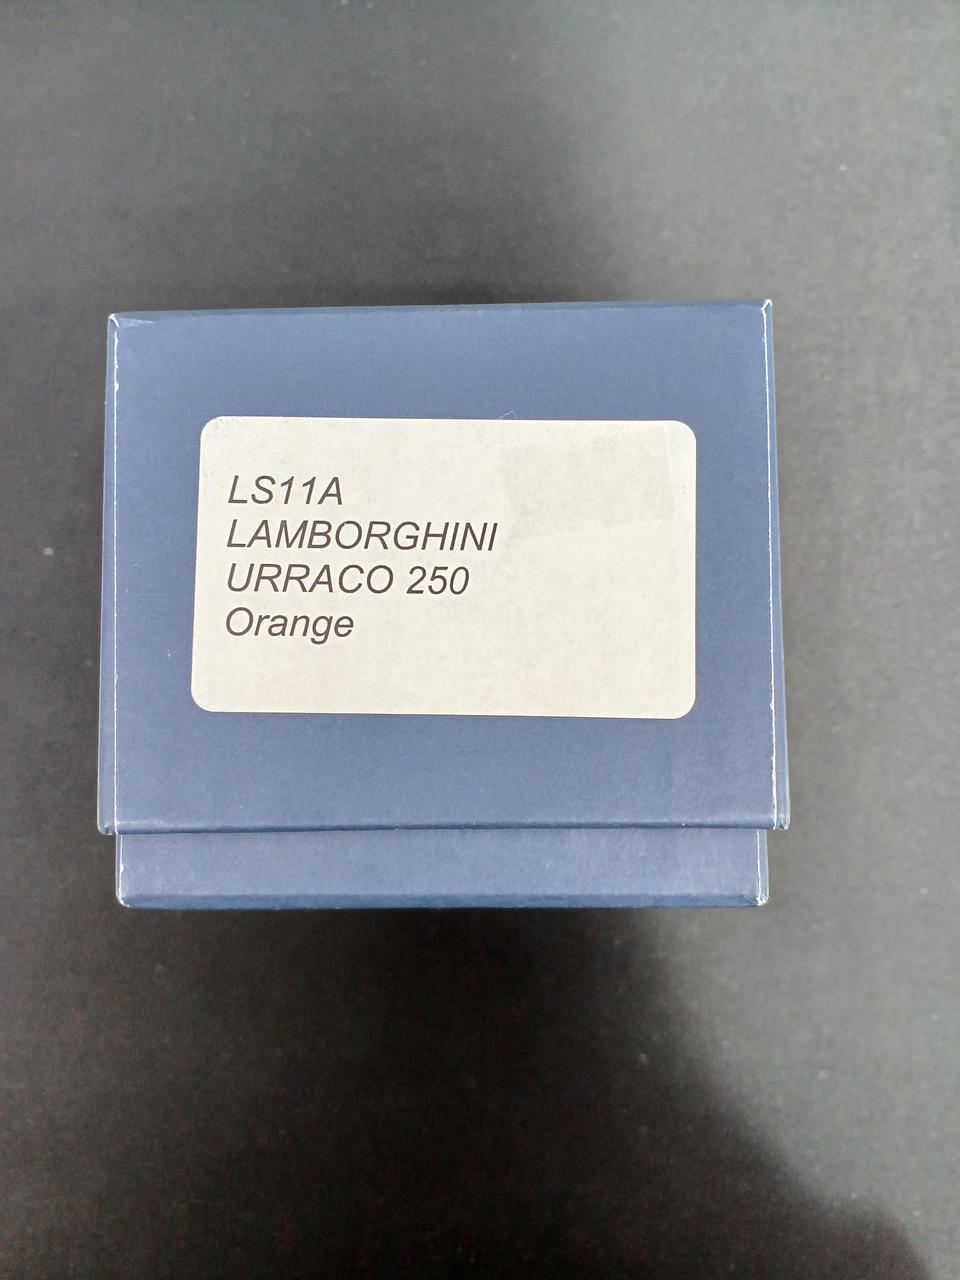 LS11A
LAMBORGHINI
URRACO 250
Orange